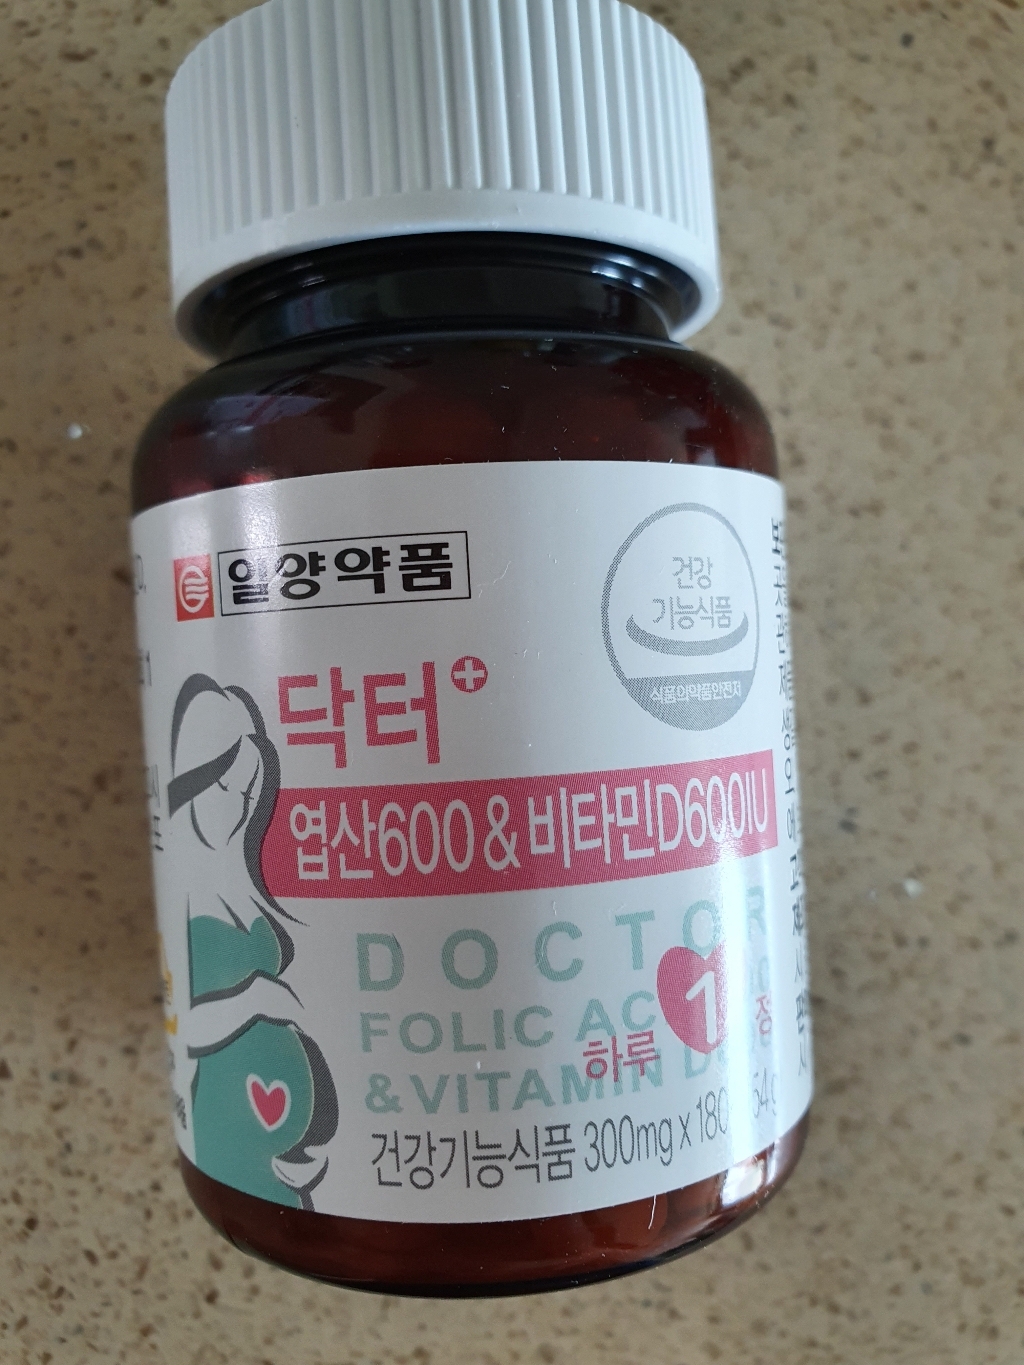 일양약품
건강
기능식품
식품의약품안전처
닥터+
엽산600 & 비타민D600IU
DOCTOR
FOLIC AC
& VITAMIN D
하루 1정
건강기능식품 300mg x 180
54g